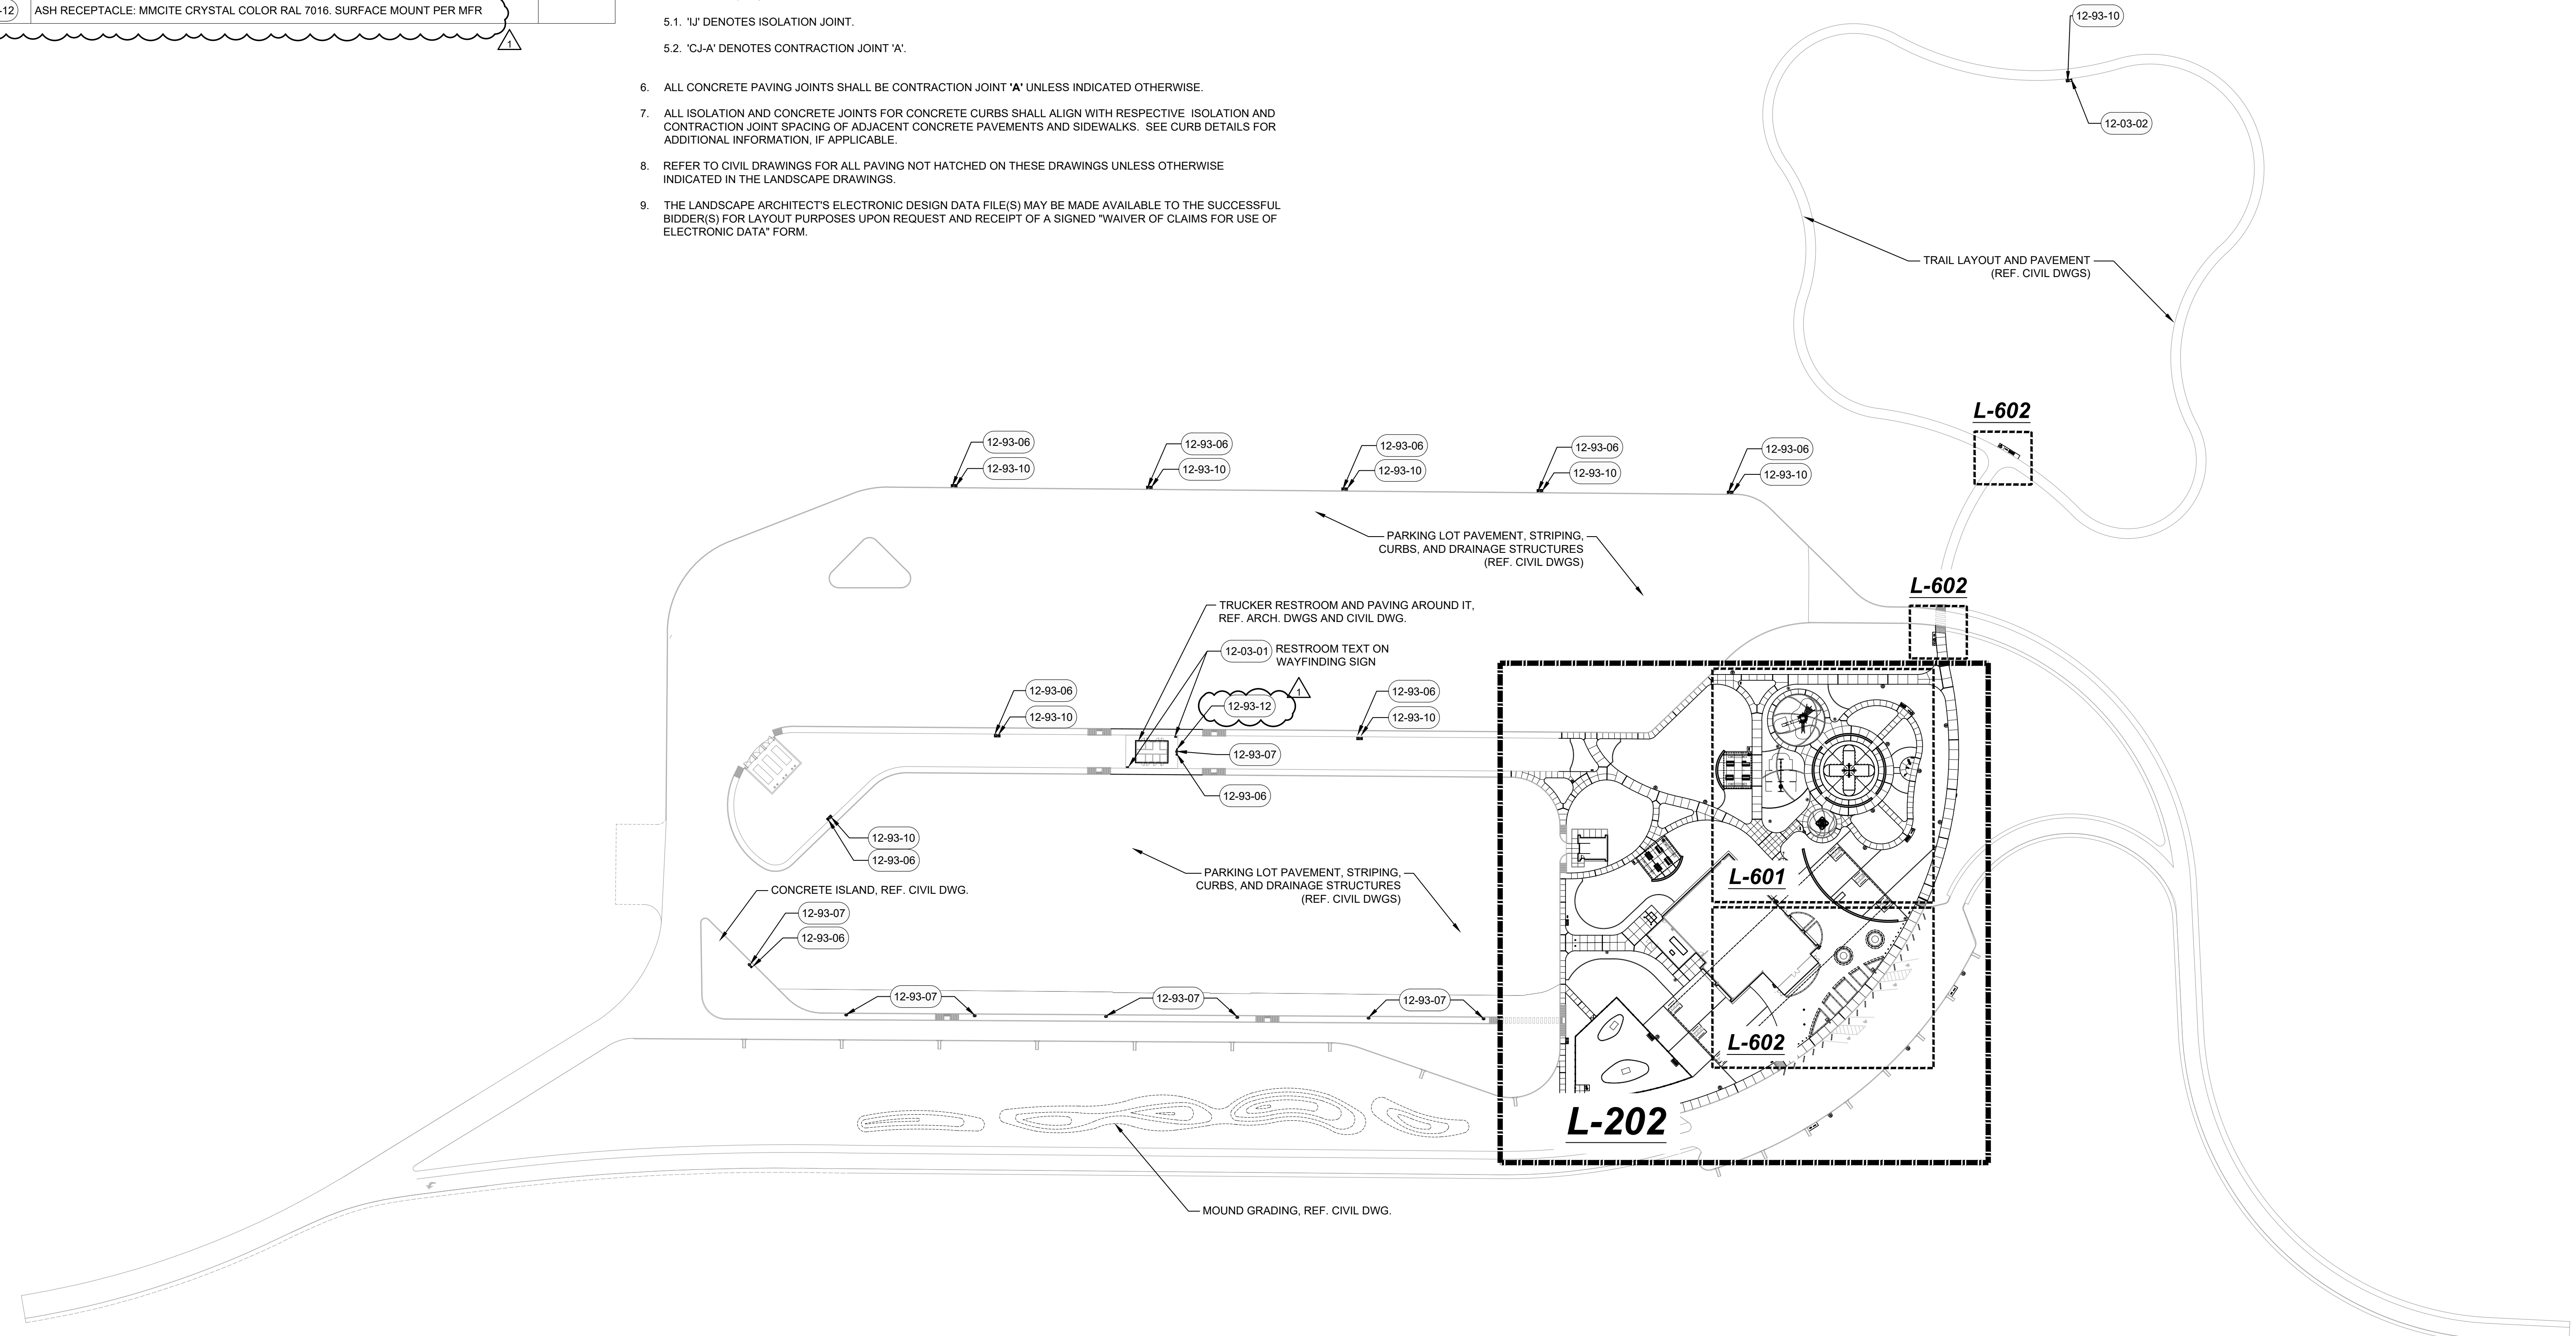 -12 ASH RECEPTACLE: MMCITE CRYSTAL COLOR RAL 7016. SURFACE MOUNT PER MFR
1
5.1. 'IJ' DENOTES ISOLATION JOINT.
5.2. 'CJ-A' DENOTES CONTRACTION JOINT 'A'.
6. ALL CONCRETE PAVING JOINTS SHALL BE CONTRACTION JOINT 'A' UNLESS INDICATED OTHERWISE.
7. ALL ISOLATION AND CONCRETE JOINTS FOR CONCRETE CURBS SHALL ALIGN WITH RESPECTIVE ISOLATION AND
CONTRACTION JOINT SPACING OF ADJACENT CONCRETE PAVEMENTS AND SIDEWALKS. SEE CURB DETAILS FOR
ADDITIONAL INFORMATION, IF APPLICABLE.
8. REFER TO CIVIL DRAWINGS FOR ALL PAVING NOT HATCHED ON THESE DRAWINGS UNLESS OTHERWISE
INDICATED IN THE LANDSCAPE DRAWINGS.
9. THE LANDSCAPE ARCHITECT'S ELECTRONIC DESIGN DATA FILE(S) MAY BE MADE AVAILABLE TO THE SUCCESSFUL
BIDDER(S) FOR LAYOUT PURPOSES UPON REQUEST AND RECEIPT OF A SIGNED "WAIVER OF CLAIMS FOR USE OF
ELECTRONIC DATA" FORM.
12-93-10
12-03-02
TRAIL LAYOUT AND PAVEMENT
(REF. CIVIL DWGS)
L-602
12-93-06
12-93-10
12-93-06
12-93-10
12-93-06
12-93-10
12-93-06
12-93-10
12-93-06
12-93-10
PARKING LOT PAVEMENT, STRIPING,
CURBS, AND DRAINAGE STRUCTURES
(REF. CIVIL DWGS)
L-602
TRUCKER RESTROOM AND PAVING AROUND IT,
REF. ARCH. DWGS AND CIVIL DWG.
12-03-01 RESTROOM TEXT ON
WAYFINDING SIGN
1
12-93-12
12-93-06
12-93-10
12-93-06
12-93-10
12-93-07
12-93-06
12-93-10
12-93-06
PARKING LOT PAVEMENT, STRIPING,
CURBS, AND DRAINAGE STRUCTURES
(REF. CIVIL DWGS)
CONCRETE ISLAND, REF. CIVIL DWG.
12-93-07
12-93-06
12-93-07
12-93-07
12-93-07
L-601
L-602
L-202
MOUND GRADING, REF. CIVIL DWG.